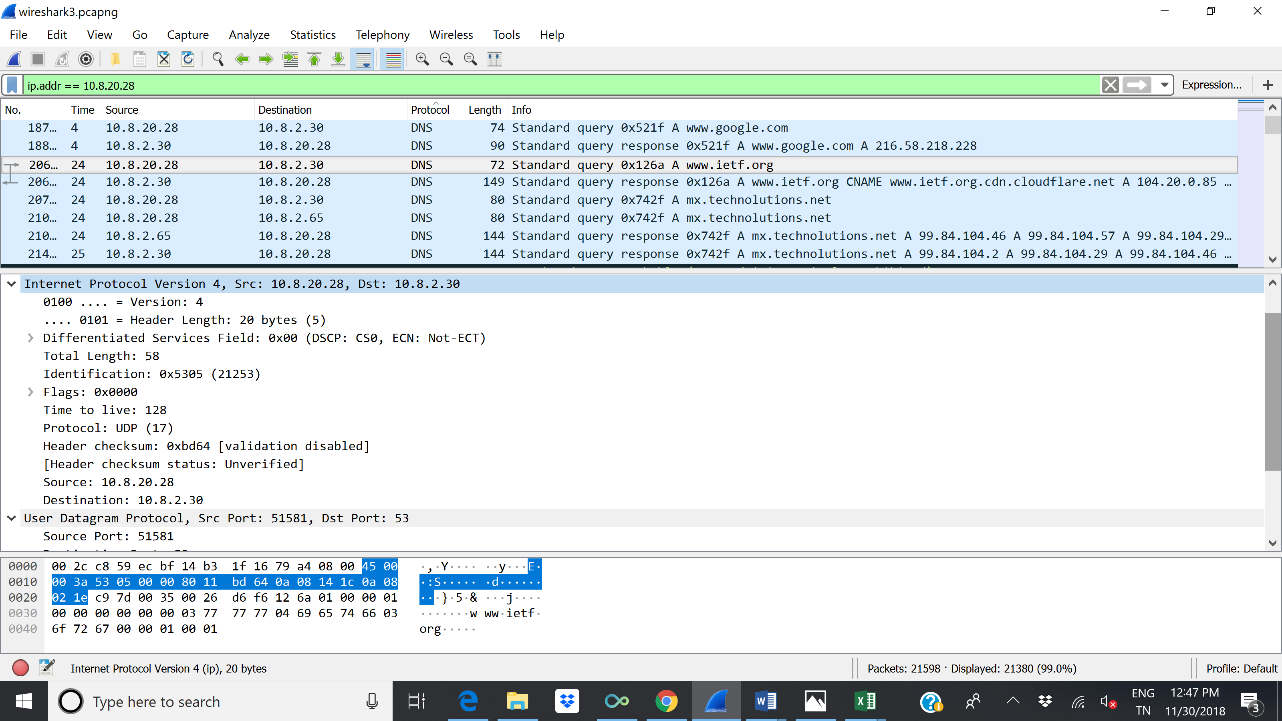 wireshark3.pcapng
File Edit View Go Capture Analyze Statistics Telephony Wireless Tools Help
ip.addr == 10.8.20.28 Expression... +
No. Time Source Destination Protocol Length Info
187... 4 10.8.20.28 10.8.2.30 DNS 74 Standard query 0x521f A www.google.com
188... 4 10.8.2.30 10.8.20.28 DNS 90 Standard query response 0x521f A www.google.com A 216.58.218.228
206... 24 10.8.20.28 10.8.2.30 DNS 72 Standard query 0x126a A www.ietf.org
206... 24 10.8.2.30 10.8.20.28 DNS 149 Standard query response 0x126a A www.ietf.org CNAME www.ietf.org.cdn.cloudflare.net A 104.20.0.85 ...
207... 24 10.8.20.28 10.8.2.30 DNS 80 Standard query 0x742f A mx.technolutions.net
210... 24 10.8.20.28 10.8.2.65 DNS 80 Standard query 0x742f A mx.technolutions.net
210... 24 10.8.2.65 10.8.20.28 DNS 144 Standard query response 0x742f A mx.technolutions.net A 99.84.104.46 A 99.84.104.57 A 99.84.104.29...
214... 25 10.8.2.30 10.8.20.28 DNS 144 Standard query response 0x742f A mx.technolutions.net A 99.84.104.2 A 99.84.104.29 A 99.84.104.46 ...
Internet Protocol Version 4, Src: 10.8.20.28, Dst: 10.8.2.30
0100 .... = Version: 4
.... 0101 = Header Length: 20 bytes (5)
Differentiated Services Field: 0x00 (DSCP: CS0, ECN: Not-ECT)
Total Length: 58
Identification: 0x5305 (21253)
Flags: 0x0000
Time to live: 128
Protocol: UDP (17)
Header checksum: 0xbd64 [validation disabled]
[Header checksum status: Unverified]
Source: 10.8.20.28
Destination: 10.8.2.30
User Datagram Protocol, Src Port: 51581, Dst Port: 53
Source Port: 51581
0000 00 2c c8 59 ec bf 14 b3 1f 16 79 a4 08 00 45 00 ·,·Y···· ··y···E·
0010 00 3a 53 05 00 00 80 11 bd 64 0a 08 14 1c 0a 08 ·:S····· ·d······
0020 02 1e c9 7d 00 35 00 26 d6 f6 12 6a 01 00 00 01 ···}·5·& ···j····
0030 00 00 00 00 00 00 03 77 77 77 04 69 65 74 66 03 ·······w ww·ietf·
0040 6f 72 67 00 00 01 00 01 org·····
Internet Protocol Version 4 (ip), 20 bytes Packets: 21598 · Displayed: 21380 (99.0%) Profile: Default
Type here to search ENG TN 12:47 PM 11/30/2018 3